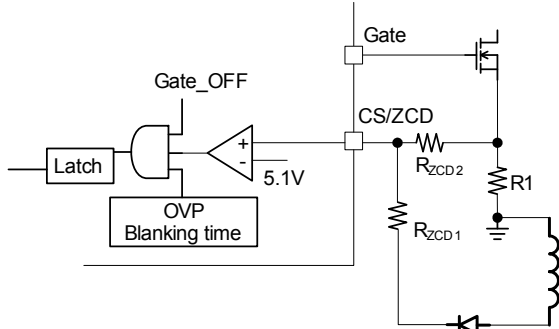 Gate
Gate_OFF
CS/ZCD
+
-
5.1V
Latch
RZCD2
R1
OVP
Blanking time
RZCD1